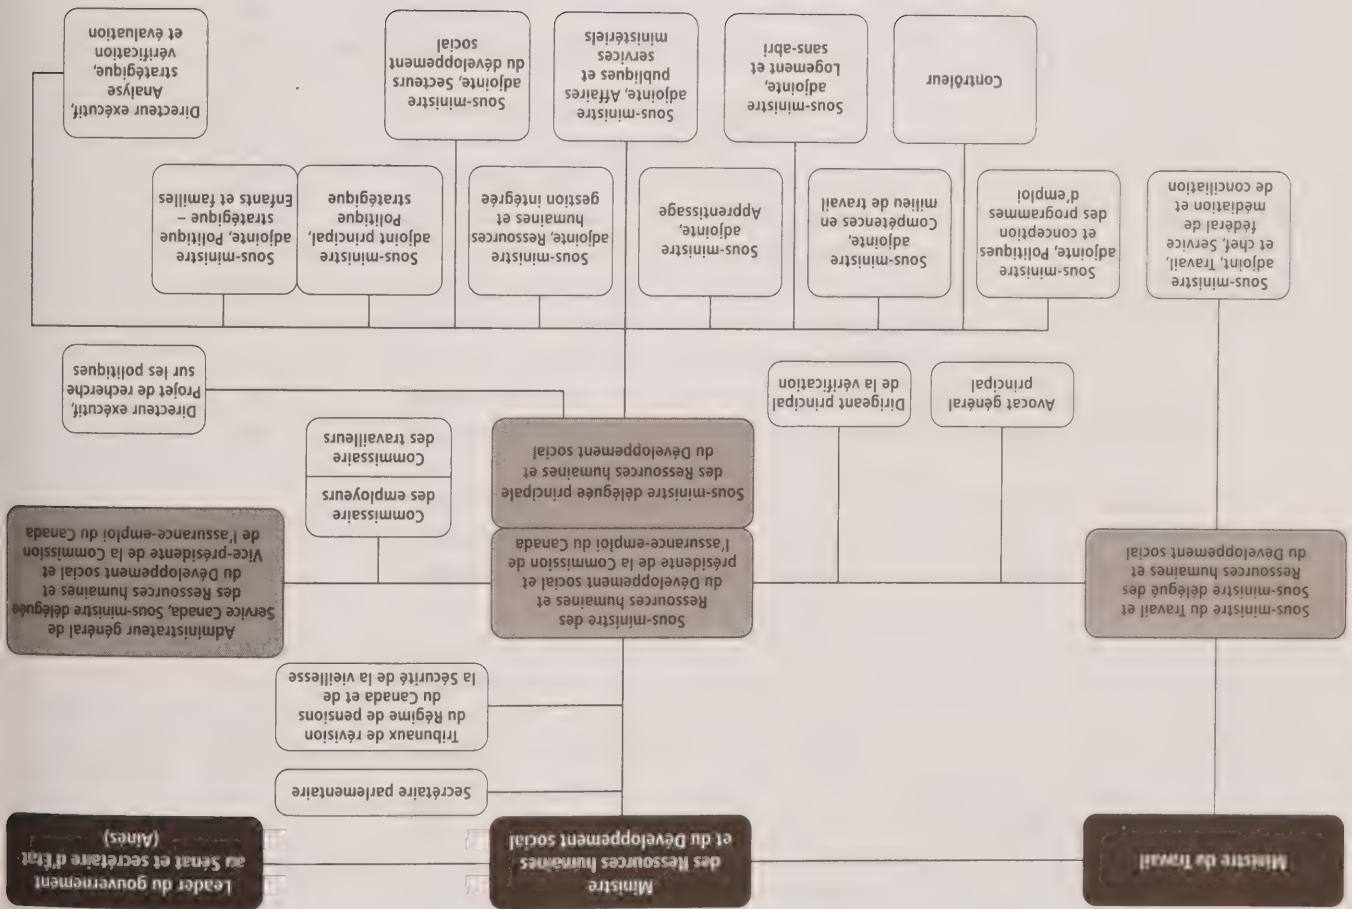 Ministre du Travail
Ministre
des Ressources humaines
et du Développement social
Leader du gouvernement
au Sénat et secrétaire d'État
(Aines)
Secrétaire parlementaire
Tribunaux de révision
du Régime de pensions
du Canada et de
la Sécurité de la vieillesse
Sous-ministre du Travail et
Sous-ministre délégué des
Ressources humaines et
du Développement social
Sous-ministre des
Ressources humaines et
du Développement social et
présidente de la Commission de
l'assurance-emploi du Canada
Administrateur général de
Service Canada, Sous-ministre déléguée
des Ressources humaines et
du Développement social et
Vice-présidente de la Commission
de l'assurance-emploi du Canada
Sous-ministre déléguée principale
des Ressources humaines et
du Développement social
Commissaire
des employeurs
Commissaire
des travailleurs
Avocat général
principal
Dirigeant principal
de la vérification
Directeur exécutif,
Projet de recherche
sur les politiques
Sous-ministre
adjoint, Travail,
et chef, Service
fédéral de
médiation et
de conciliation
Sous-ministre
adjointe, Politiques
et conception
des programmes
d'emploi
Sous-ministre
adjointe,
Compétences en
milieu de travail
Sous-ministre
adjointe,
Apprentissage
Sous-ministre
adjointe, Ressources
humaines et
gestion intégrée
Sous-ministre
adjoint principal,
Politique
stratégique
Sous-ministre
adjointe, Politique
stratégique –
Enfants et familles
Contrôleur
Sous-ministre
adjointe,
Logement et
sans-abri
Sous-ministre
adjointe, Affaires
publiques et
services
ministériels
Sous-ministre
adjointe, Secteurs
du développement
social
Directeur exécutif,
Analyse
stratégique,
vérification
et évaluation